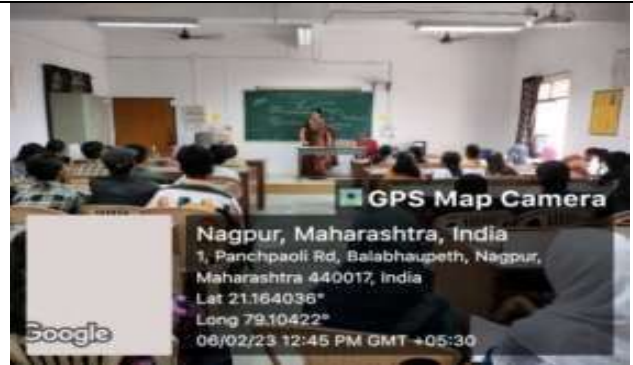 GPS Map Camera
Nagpur, Maharashtra, India
1, Panchpaoli Rd, Balabhaupeth, Nagpur,
Maharashtra 440017, India
Lat 21.164036°
Long 79.10422°
06/02/23 12:45 PM GMT +05:30
Google